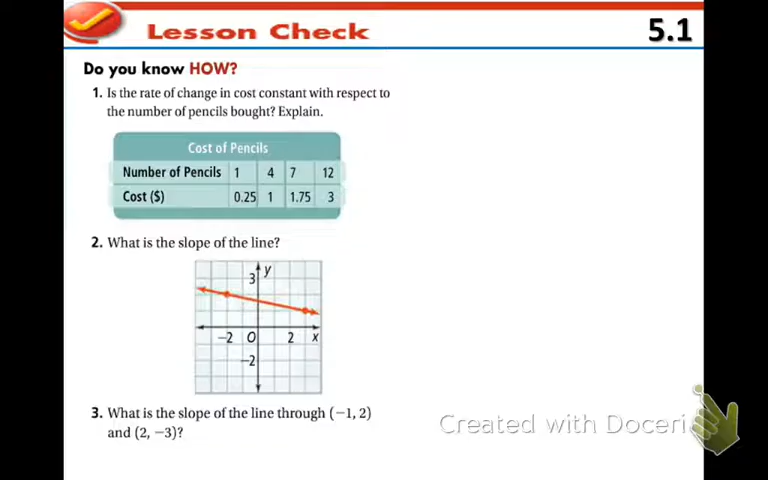 Lesson Check
5.1
Do you know HOW?
1. Is the rate of change in cost constant with respect to
the number of pencils bought? Explain.
Cost of Pencils
Number of Pencils 1 4 7 12
Cost ($) 0.25 1 1.75 3
2. What is the slope of the line?
3 y
−2 O 2 x
−2
3. What is the slope of the line through (−1, 2)
and (2, −3)?
Created with Doceri